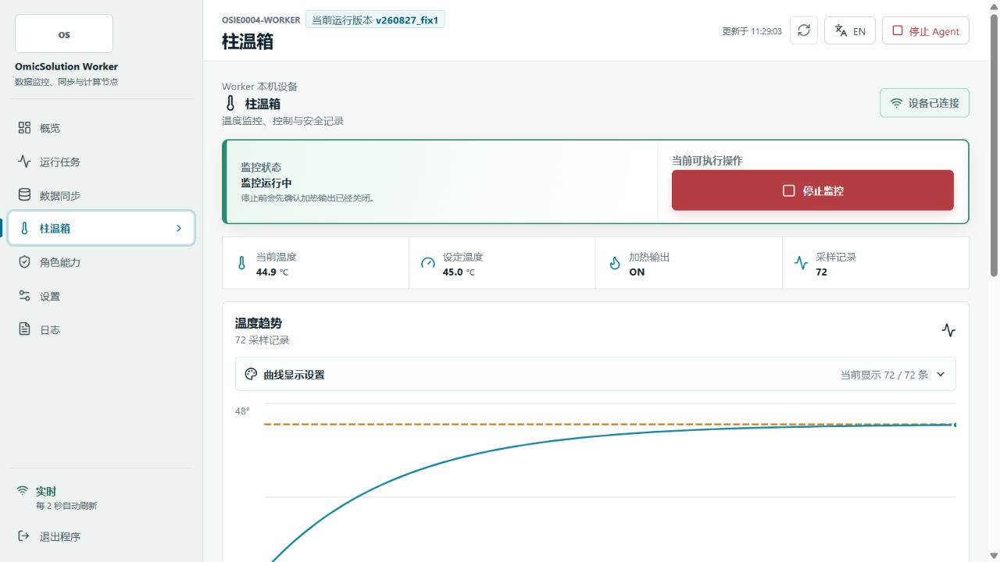 OS
OmicSolution Worker
数据监控、同步与计算节点
概览
运行任务
数据同步
柱温箱
角色能力
设置
日志
实时
每 2 秒自动刷新
退出程序
OSIE0004-WORKER 当前运行版本 v260827_fix1
柱温箱
更新于 11:29:03
EN
停止 Agent
Worker 本机设备
柱温箱
温度监控、控制与安全记录
设备已连接
监控状态
监控运行中
停止前会先确认加热输出已经关闭。
当前可执行操作
停止监控
当前温度
44.9 °C
设定温度
45.0 °C
加热输出
ON
采样记录
72
温度趋势
72 采样记录
曲线显示设置
当前显示 72 / 72 条
48°